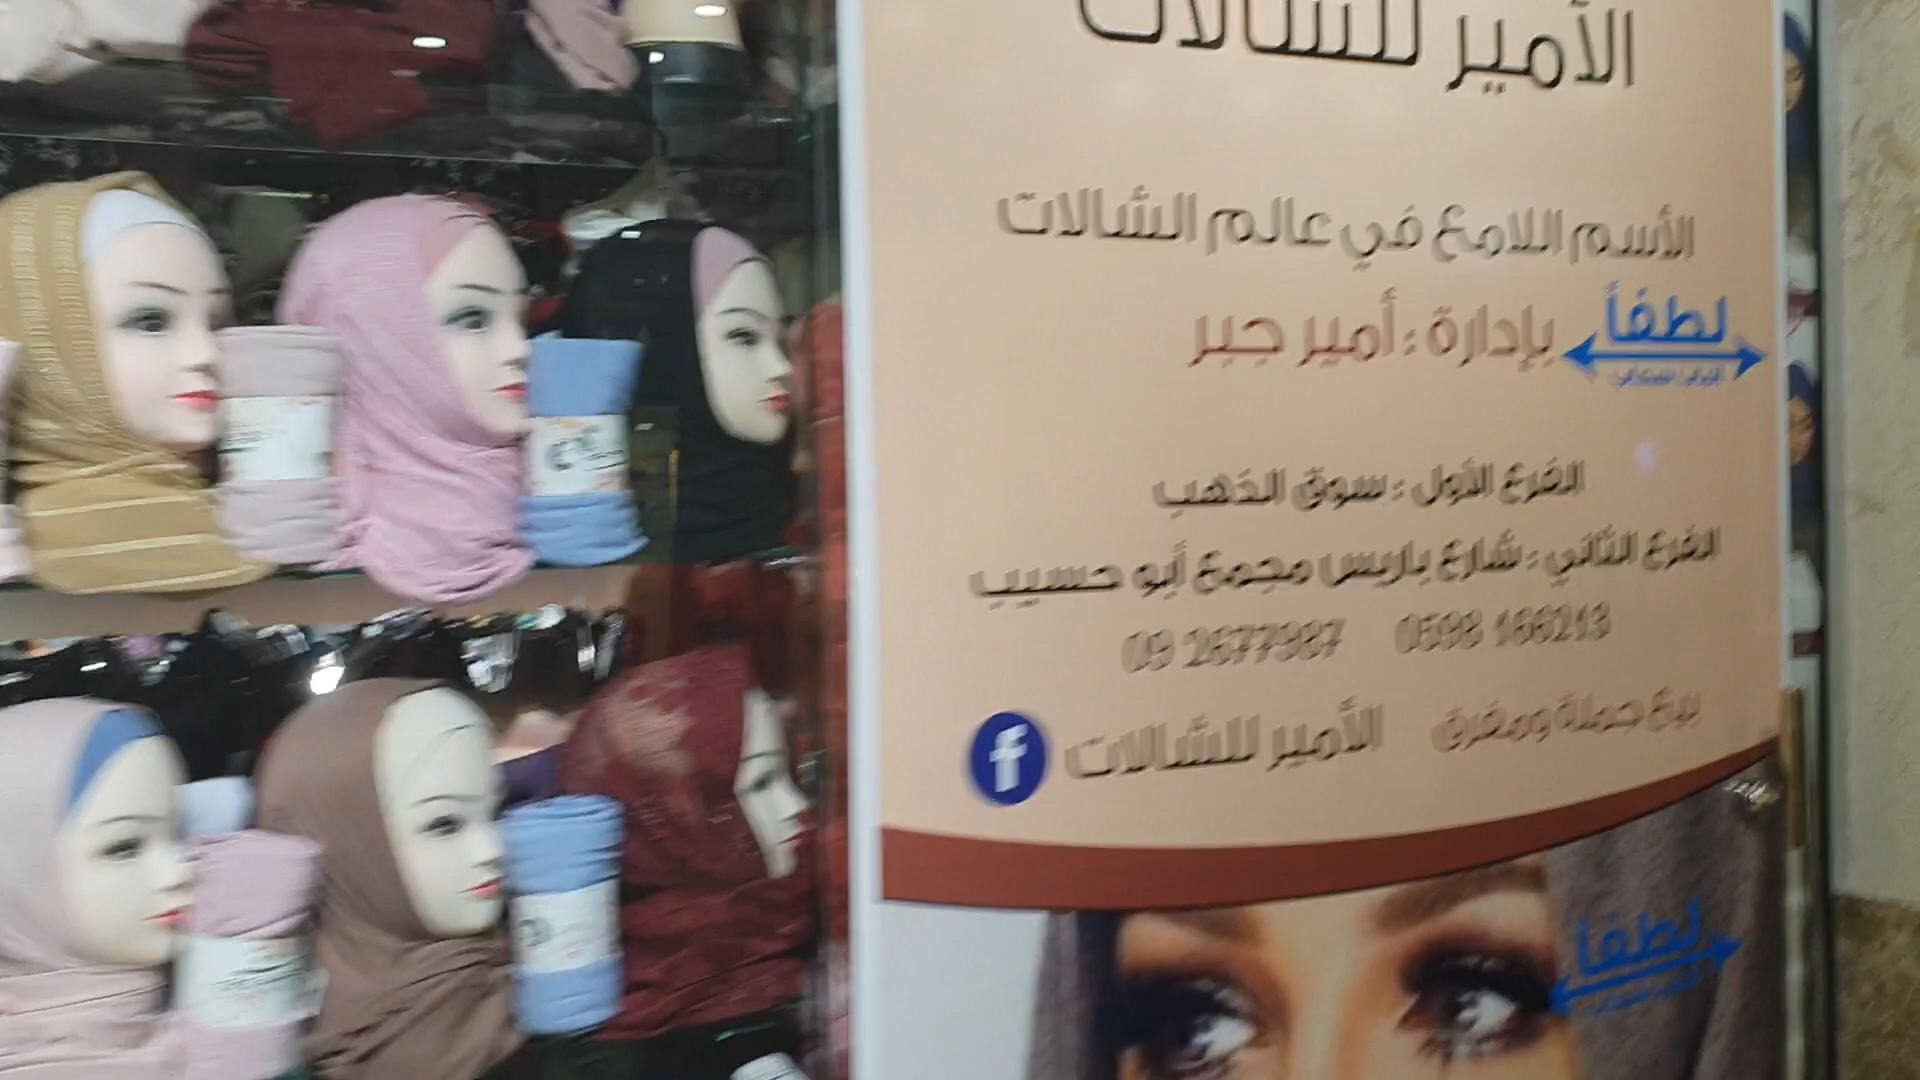 الأمير للشالات
الأسم اللامع في عالم الشالات
بإدارة : أمير جبر
لطفاً
الفرع الأول : سوق الذهب
الفرع الثاني : شارع باريس مجمع أبو حسيب
09 2677987 0598 166213
بيع جملة ومفرق
الأمير للشالات
لطفاً